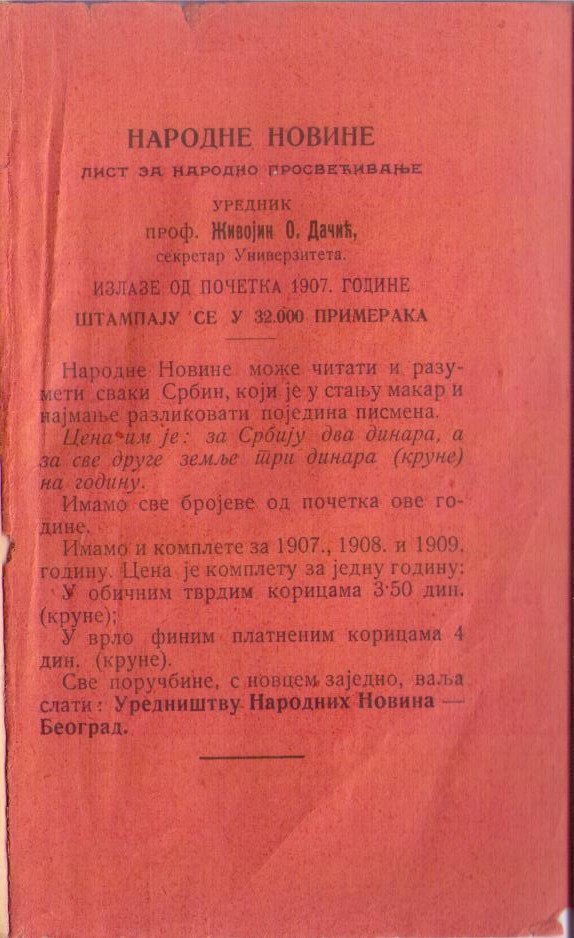 НАРОДНЕ НОВИНЕ
ЛИСТ ЗА НАРОДНО ПРОСВЕЋИВАЊЕ
УРЕДНИК
ПРОФ. Живојин О. Дачић,
секретар Универзитета.
ИЗЛАЗЕ ОД ПОЧЕТКА 1907. ГОДИНЕ
ШТАМПАЈУ СЕ У 32.000 ПРИМЕРАКА
Народне Новине може читати и разу-
мети сваки Србин, који је у стању макар и
најмање разликовати поједина писмена.
Цена им је: за Србију два динара, а
за све друге земље три динара (круне)
на годину.
Имамо све бројеве од почетка ове го-
дине.
Имамо и комплете за 1907., 1908. и 1909.
годину. Цена је комплету за једну годину:
У обичним тврдим корицама 3·50 дин.
(круне);
У врло финим платненим корицама 4
дин. (круне).
Све поручбине, с новцем заједно, ваља
слати: Уредништву Народних Новина —
Београд.